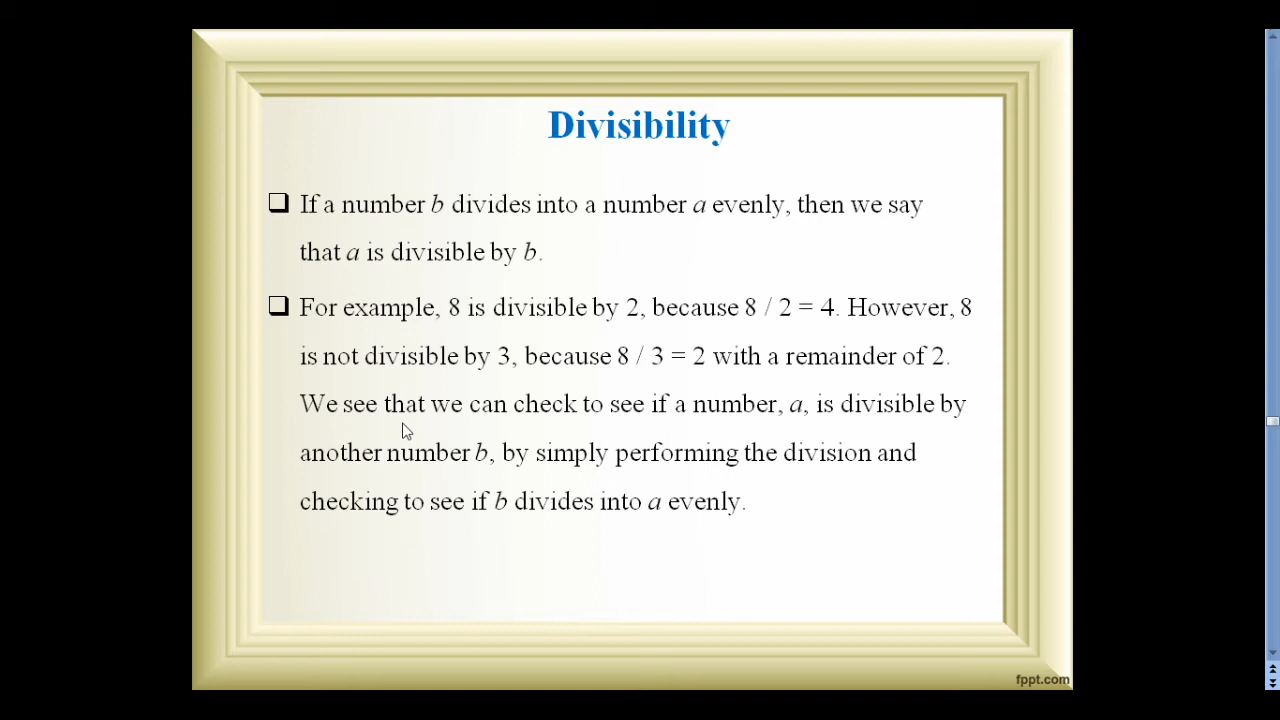 Divisibility
If a number b divides into a number a evenly, then we say
that a is divisible by b.
For example, 8 is divisible by 2, because 8 / 2 = 4. However, 8
is not divisible by 3, because 8 / 3 = 2 with a remainder of 2.
We see that we can check to see if a number, a, is divisible by
another number b, by simply performing the division and
checking to see if b divides into a evenly.
fppt.com